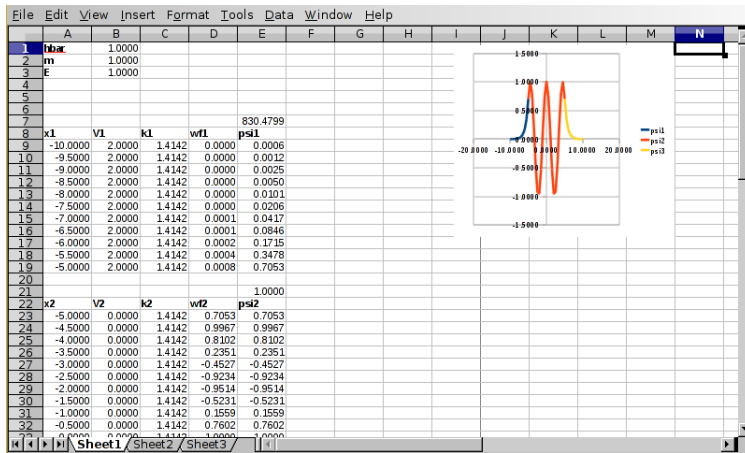 File Edit View Insert Format Tools Data Window Help
A B C D E F G H I J K L M N
1 hbar 1.0000
2 m 1.0000
3 E 1.0000
4
5
6
7 830.4799
8 x1 V1 k1 wf1 psi1
9 -10.0000 2.0000 1.4142 0.0000 0.0006
10 -9.5000 2.0000 1.4142 0.0000 0.0012
11 -9.0000 2.0000 1.4142 0.0000 0.0025
12 -8.5000 2.0000 1.4142 0.0000 0.0050
13 -8.0000 2.0000 1.4142 0.0000 0.0101
14 -7.5000 2.0000 1.4142 0.0000 0.0206
15 -7.0000 2.0000 1.4142 0.0001 0.0417
16 -6.5000 2.0000 1.4142 0.0001 0.0846
17 -6.0000 2.0000 1.4142 0.0002 0.1715
18 -5.5000 2.0000 1.4142 0.0004 0.3478
19 -5.0000 2.0000 1.4142 0.0008 0.7053
20
21 1.0000
22 x2 V2 k2 wf2 psi2
23 -5.0000 0.0000 1.4142 0.7053 0.7053
24 -4.5000 0.0000 1.4142 0.9967 0.9967
25 -4.0000 0.0000 1.4142 0.8102 0.8102
26 -3.5000 0.0000 1.4142 0.2351 0.2351
27 -3.0000 0.0000 1.4142 -0.4527 -0.4527
28 -2.5000 0.0000 1.4142 -0.9234 -0.9234
29 -2.0000 0.0000 1.4142 -0.9514 -0.9514
30 -1.5000 0.0000 1.4142 -0.5231 -0.5231
31 -1.0000 0.0000 1.4142 0.1559 0.1559
32 -0.5000 0.0000 1.4142 0.7602 0.7602
1.5000
1.0000
0.5000
-20.0000 -10.0000 0.0000 10.0000 20.0000
-0.5000
-1.0000
-1.5000
psi1
psi2
psi3
Sheet1 Sheet2 Sheet3